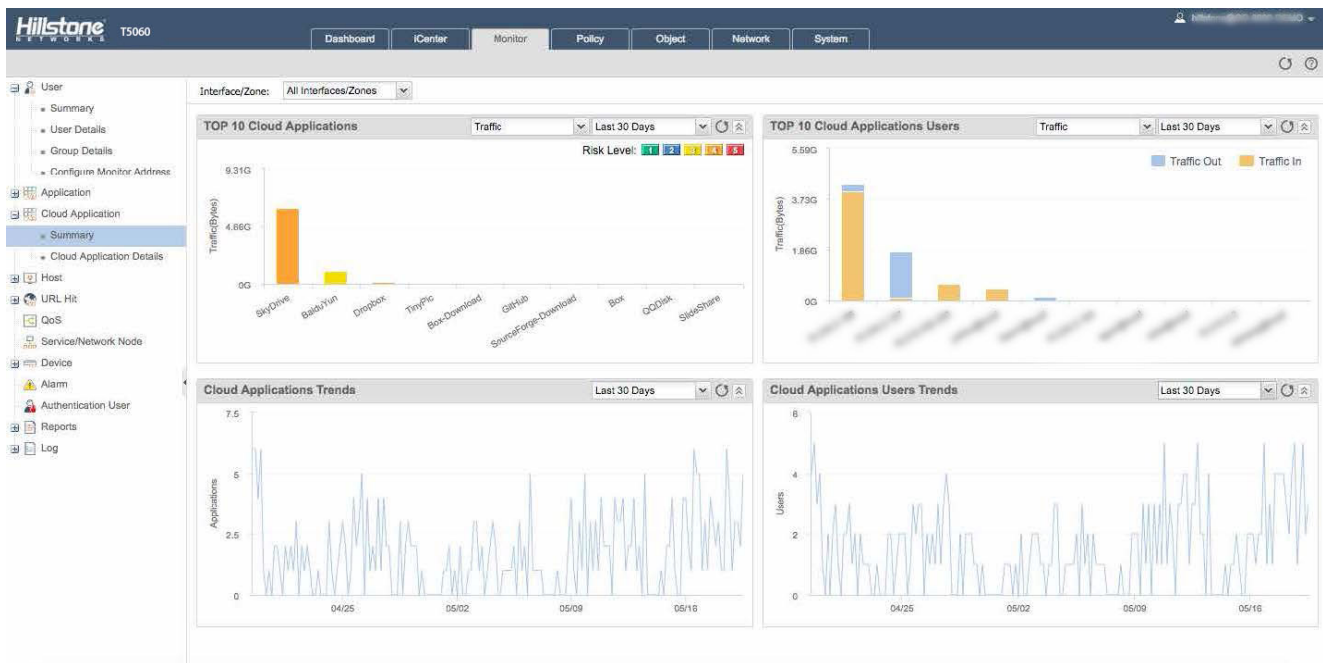 Hillstone
NETWORKS
T5060
Dashboard
iCenter
Monitor
Policy
Object
Network
System
User
Summary
User Details
Group Details
Configure Monitor Address
Application
Cloud Application
Summary
Cloud Application Details
Host
URL Hit
QoS
Service/Network Node
Device
Alarm
Authentication User
Reports
Log
Interface/Zone: All Interfaces/Zones
TOP 10 Cloud Applications Traffic Last 30 Days
Risk Level: 1 2 3 4 5
9.31G
4.66G
0G
Traffic(Bytes)
SkyDrive
BaiduYun
Dropbox
TinyPic
Box-Download
GitHub
SourceForge-Download
Box
QQDisk
SlideShare
TOP 10 Cloud Applications Users Traffic Last 30 Days
Traffic Out Traffic In
5.59G
3.73G
1.86G
0G
Traffic(Bytes)
Cloud Applications Trends Last 30 Days
7.5
5
2.5
0
Applications
04/25 05/02 05/09 05/16
Cloud Applications Users Trends Last 30 Days
6
4
2
0
Users
04/25 05/02 05/09 05/16